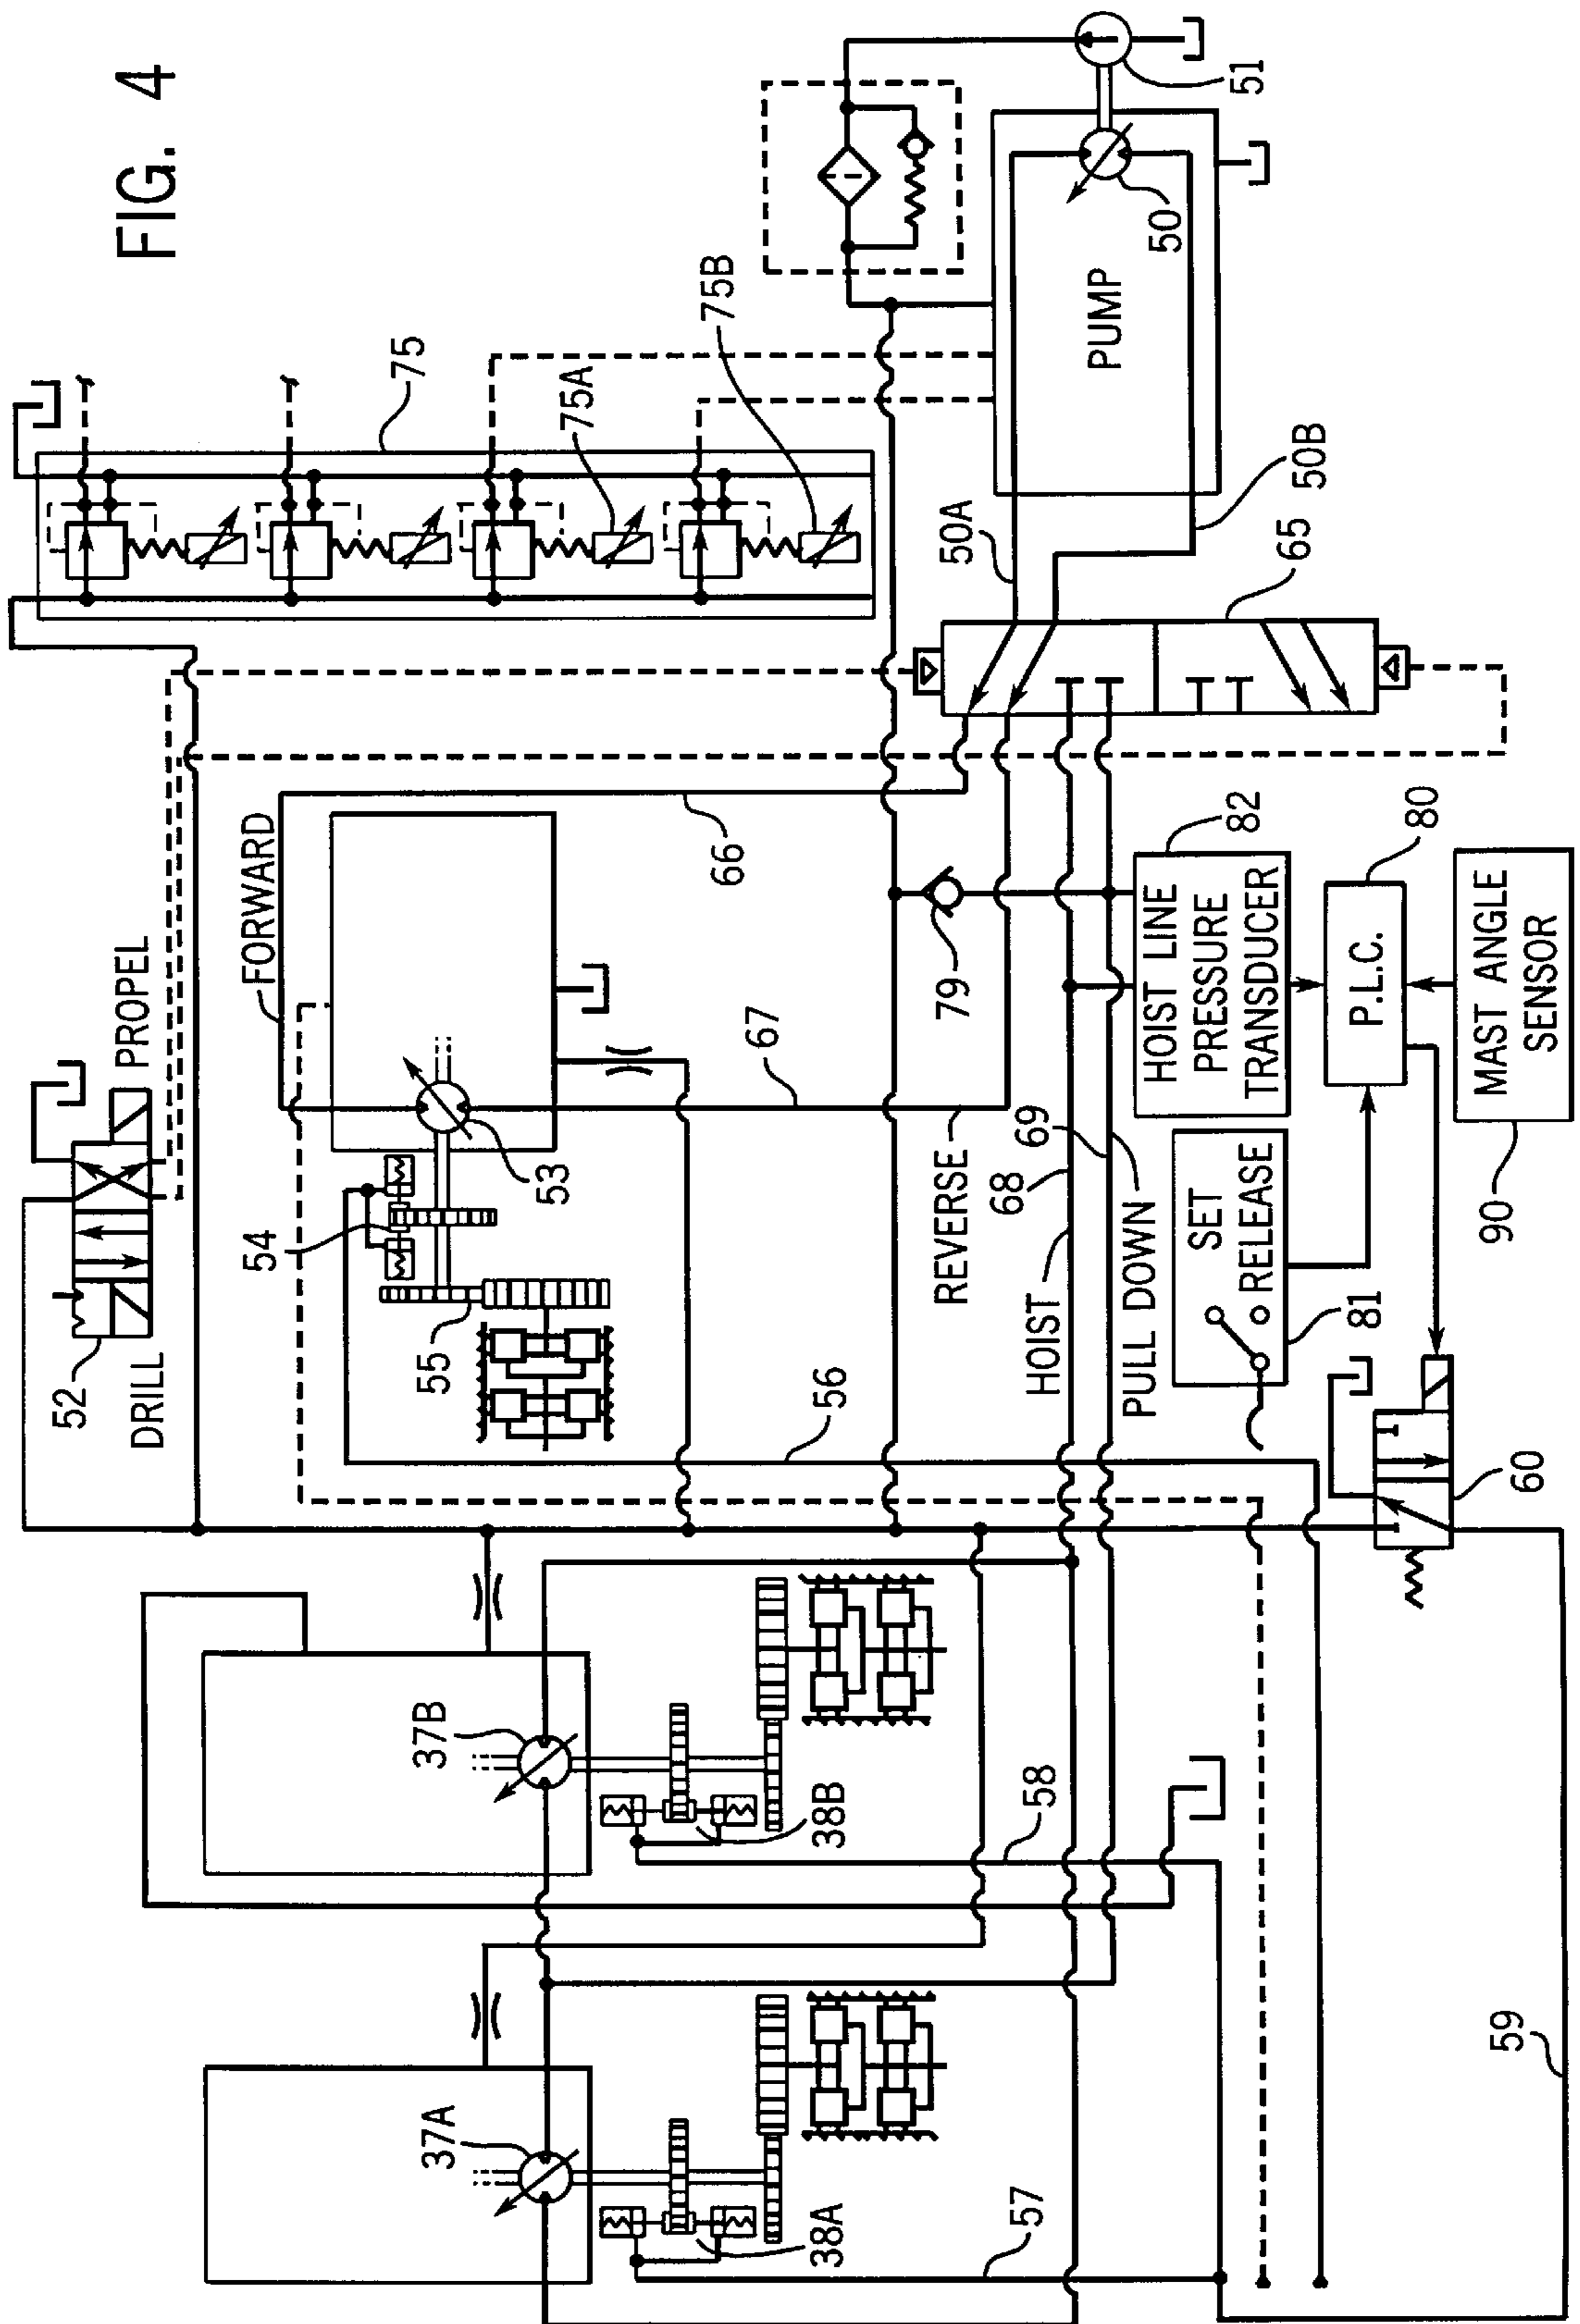 FIG. 4
75
75A
75B
51
50
PUMP
50A
50B
65
52
DRILL
PROPEL
FORWARD
66
53
54
55
56
67
REVERSE
79
68
69
HOIST
PULL DOWN
HOIST LINE
PRESSURE
TRANSDUCER
82
P.L.C.
80
MAST ANGLE
SENSOR
90
SET
RELEASE
81
60
37B
38B
58
37A
38A
57
59